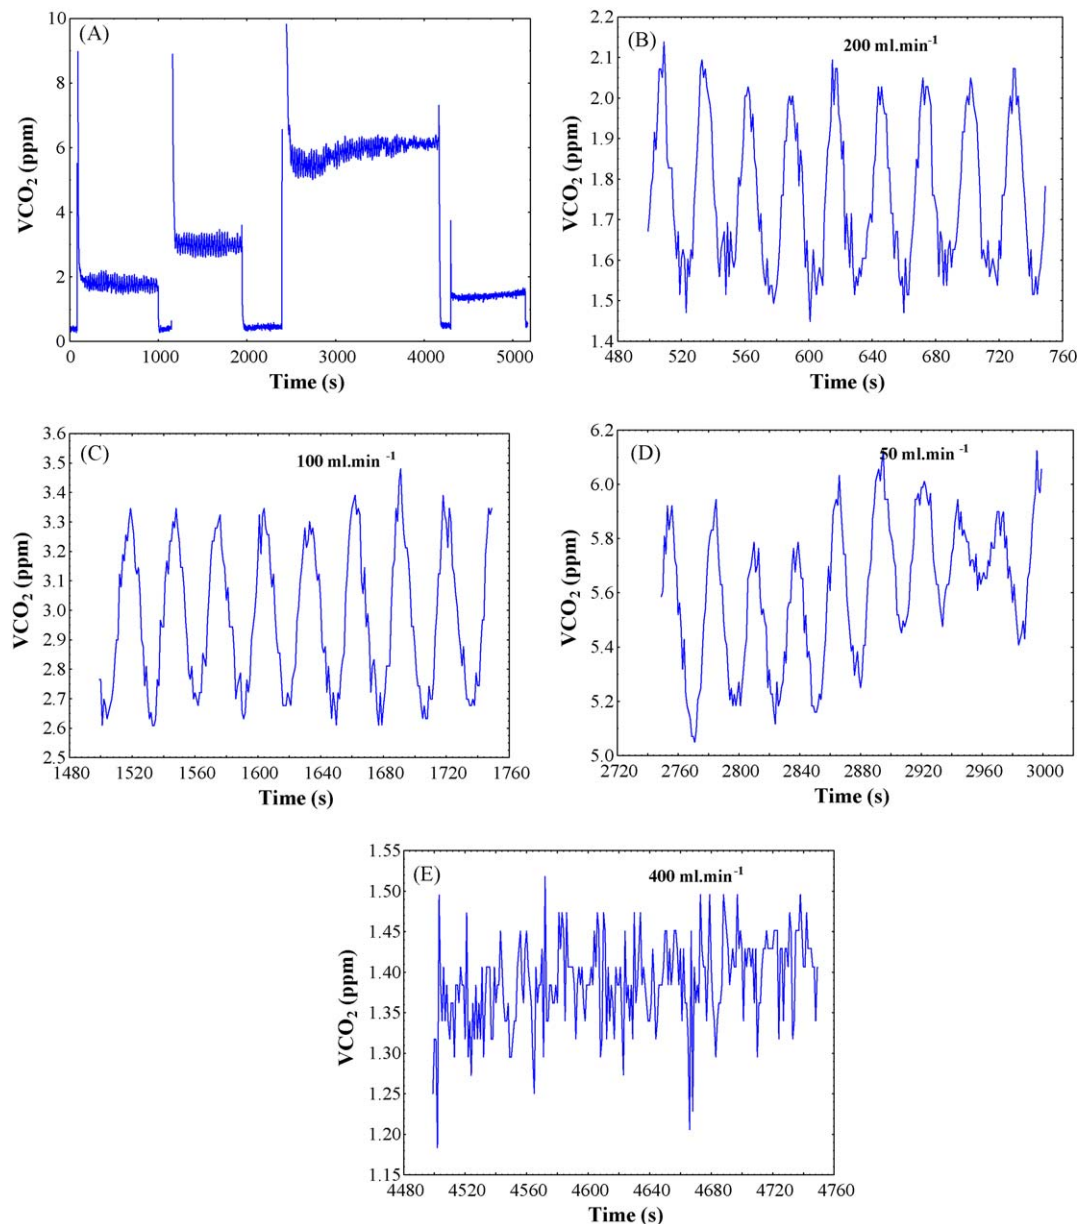 (A)
10
8
6
4
2
0
VCO2 (ppm)
0 1000 2000 3000 4000 5000
Time (s)
(B)
200 ml.min-1
2.2
2.1
2.0
1.9
1.8
1.7
1.6
1.5
1.4
VCO2 (ppm)
480 520 560 600 640 680 720 760
Time (s)
(C)
100 ml.min -1
3.6
3.5
3.4
3.3
3.2
3.1
3.0
2.9
2.8
2.7
2.6
2.5
VCO2 (ppm)
1480 1520 1560 1600 1640 1680 1720 1760
Time (s)
(D)
50 ml.min -1
6.2
6.0
5.8
5.6
5.4
5.2
5.0
VCO2 (ppm)
2720 2760 2800 2840 2880 2920 2960 3000
Time (s)
(E)
400 ml.min-1
1.55
1.50
1.45
1.40
1.35
1.30
1.25
1.20
1.15
VCO2 (ppm)
4480 4520 4560 4600 4640 4680 4720 4760
Time (s)